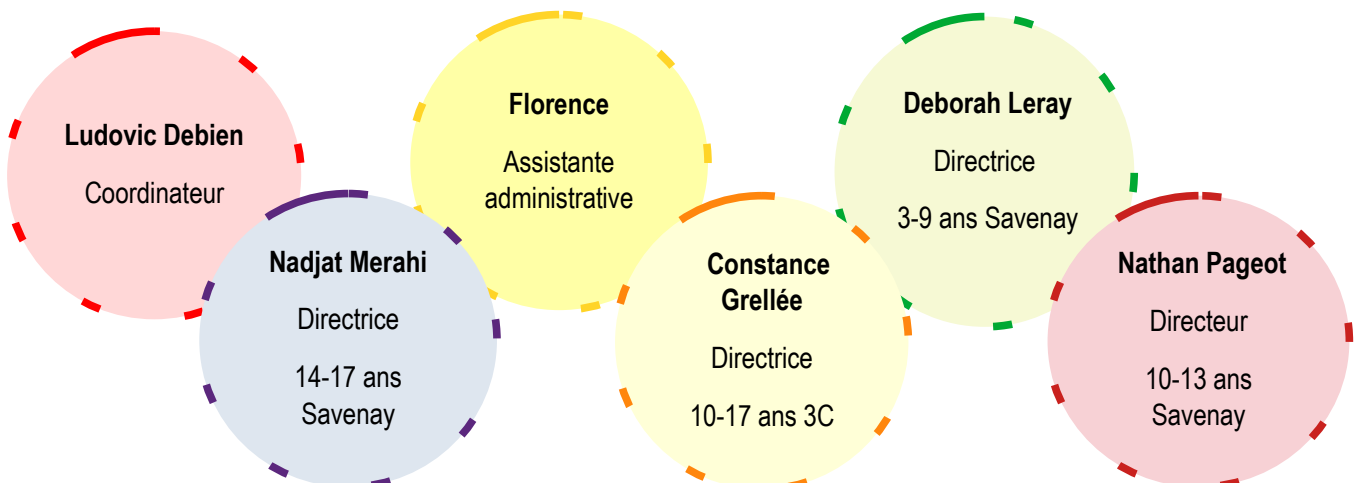 Ludovic Debien
Coordinateur
Nadjat Merahi
Directrice
14-17 ans
Savenay
Florence
Assistante
administrative
Constance
Grellée
Directrice
10-17 ans 3C
Deborah Leray
Directrice
3-9 ans Savenay
Nathan Pageot
Directeur
10-13 ans
Savenay